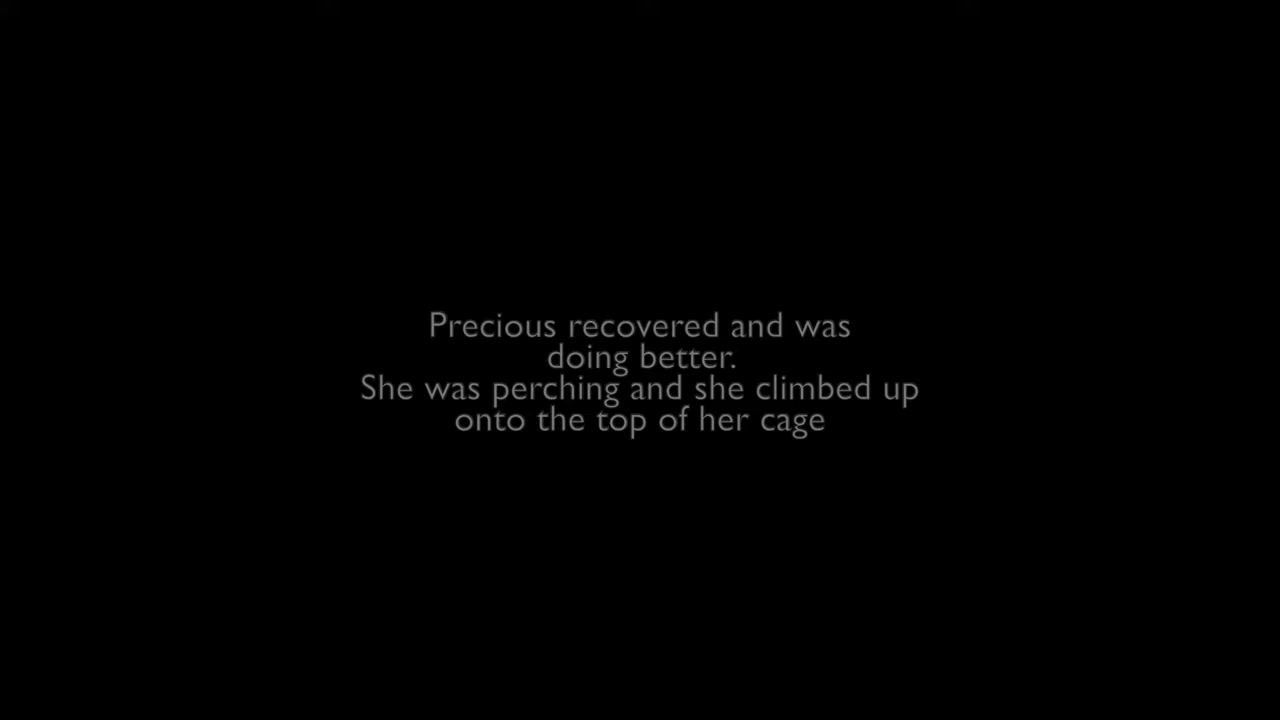 Precious recovered and was
doing better.
She was perching and she climbed up
onto the top of her cage